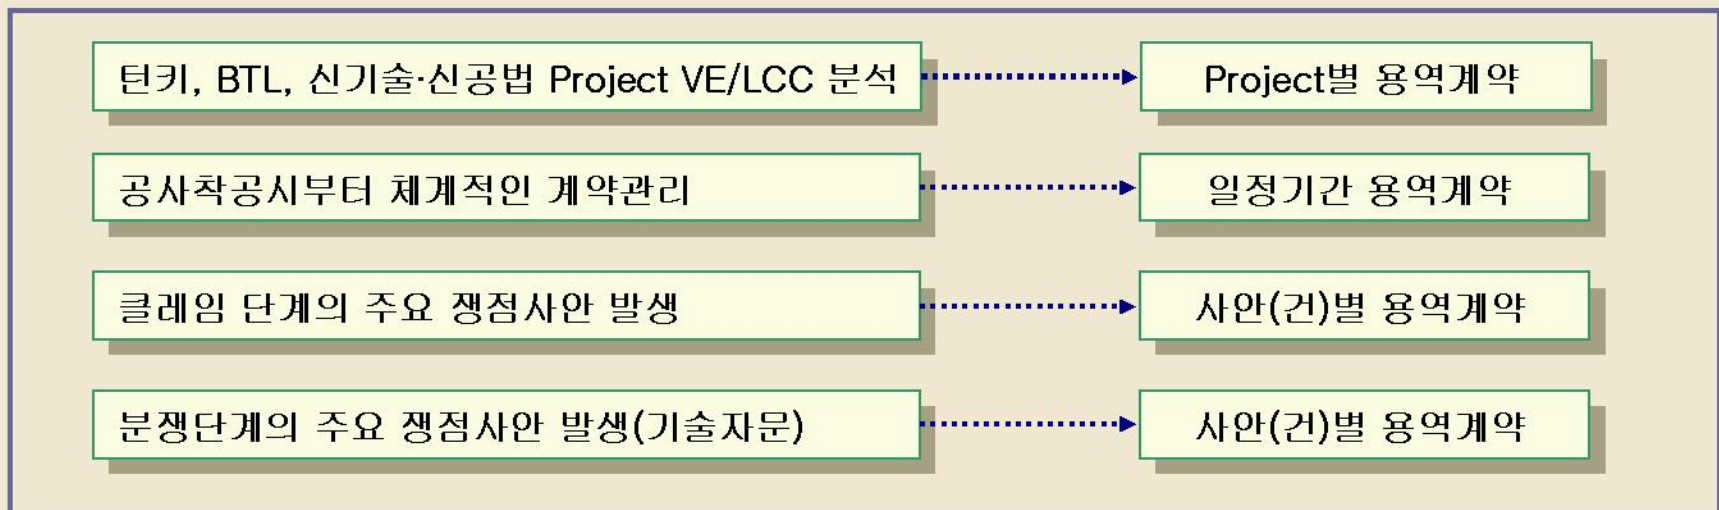 턴키, BTL, 신기술·신공법 Project VE/LCC 분석
Project별 용역계약
공사착공시부터 체계적인 계약관리
일정기간 용역계약
클레임 단계의 주요 쟁점사안 발생
사안(건)별 용역계약
분쟁단계의 주요 쟁점사안 발생(기술자문)
사안(건)별 용역계약